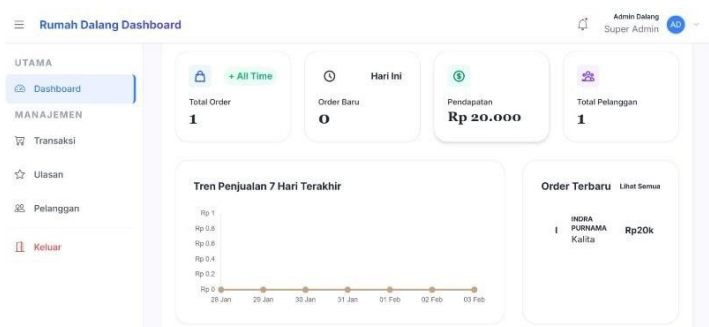 Rumah Dalang Dashboard
Admin Dalang
Super Admin
AD
UTAMA
Dashboard
MANAJEMEN
Transaksi
Ulasan
Pelanggan
Keluar
+ All Time
Total Order
1
Hari Ini
Order Baru
0
Pendapatan
Rp 20.000
Total Pelanggan
1
Tren Penjualan 7 Hari Terakhir
Rp 1
Rp 0.8
Rp 0.6
Rp 0.4
Rp 0.2
Rp 0
28 Jan 29 Jan 30 Jan 31 Jan 01 Feb 02 Feb 03 Feb
Order Terbaru Lihat Semua
I
INDRA
PURNAMA
Kalita
Rp20k